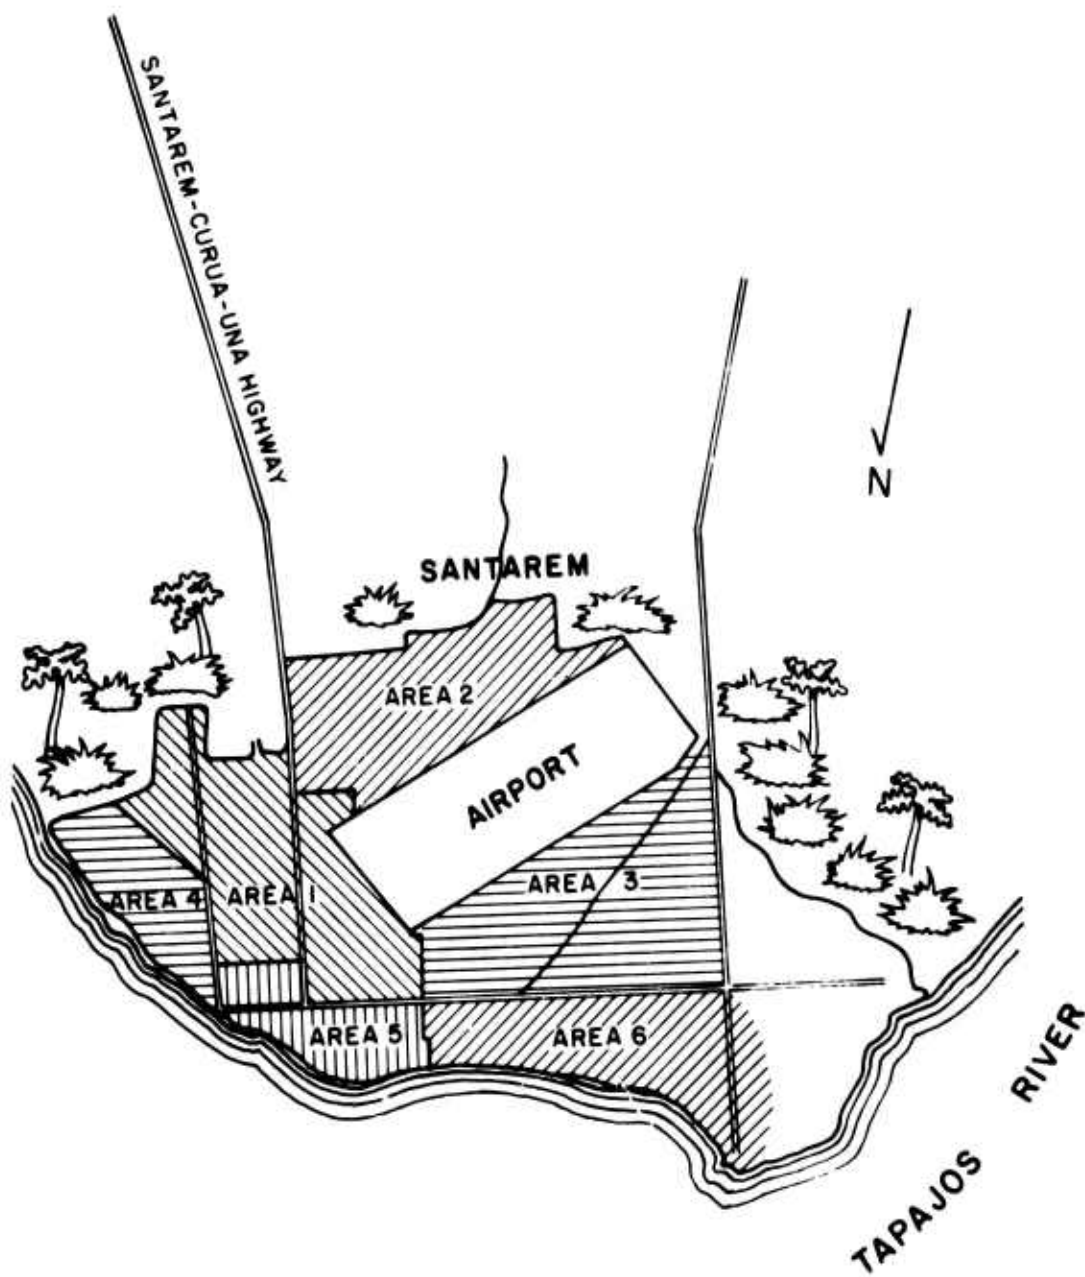 SANTAREM-CURUA-UNA HIGHWAY
N
SANTAREM
AREA 2
AIRPORT
AREA 3
AREA 4
AREA 1
AREA 5
AREA 6
TAPAJOS RIVER